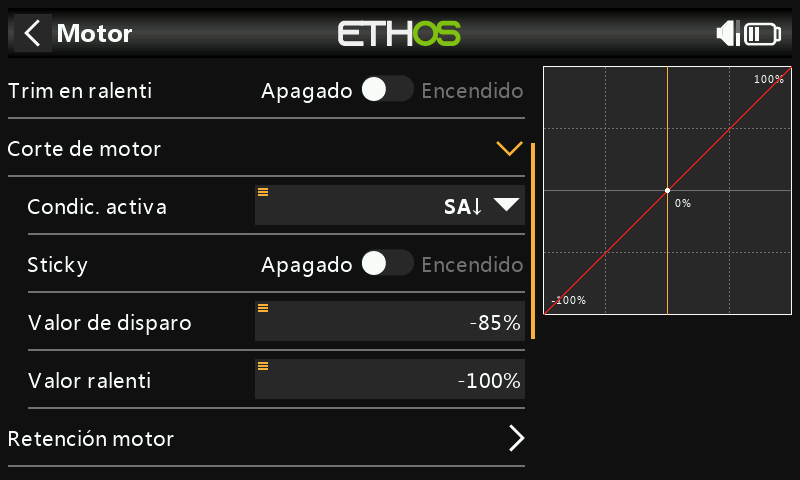 Motor
ETHOS
Trim en ralenti Apagado Encendido
Corte de motor
Condic. activa SA↓
Sticky Apagado Encendido
Valor de disparo -85%
Valor ralenti -100%
Retención motor
100%
0%
-100%